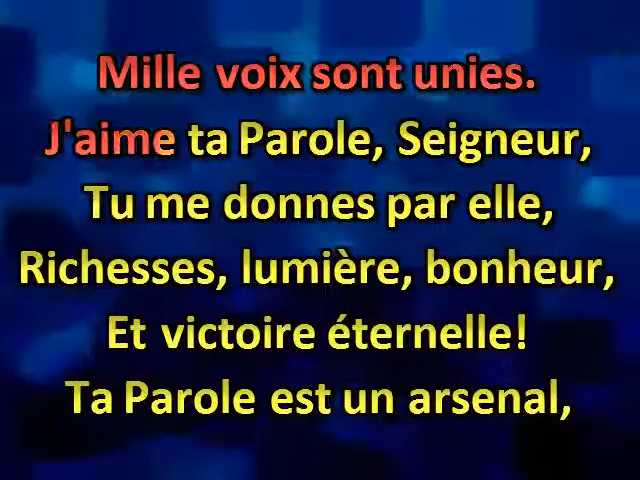 Mille voix sont unies.
J'aime ta Parole, Seigneur,
Tu me donnes par elle,
Richesses, lumière, bonheur,
Et victoire éternelle!
Ta Parole est un arsenal,